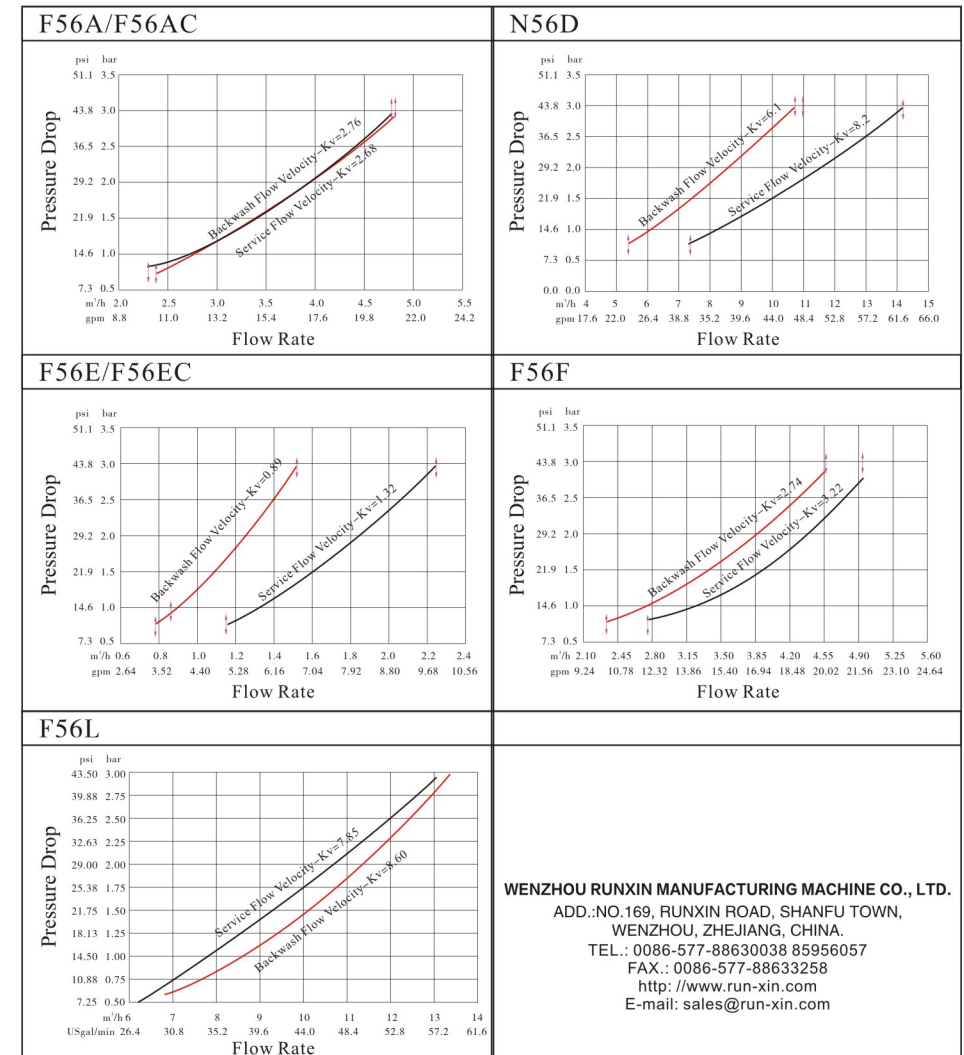 F56A/F56AC
psi bar
51.1 3.5
43.8 3.0
36.5 2.5
29.2 2.0
21.9 1.5
14.6 1.0
7.3 0.5
Pressure Drop
Backwash Flow Velocity-Kv=2.76
Service Flow Velocity-Kv=2.68
m³/h 2.0 2.5 3.0 3.5 4.0 4.5 5.0 5.5
gpm 8.8 11.0 13.2 15.4 17.6 19.8 22.0 24.2
Flow Rate
N56D
psi bar
51.1 3.5
43.8 3.0
36.5 2.5
29.2 2.0
21.9 1.5
14.6 1.0
7.3 0.5
0.0 0.0
Pressure Drop
Backwash Flow Velocity-Kv=6.1
Service Flow Velocity-Kv=8.2
m³/h 4 5 6 7 8 9 10 11 12 13 14 15
gpm 17.6 22.0 26.4 38.8 35.2 39.6 44.0 48.4 52.8 57.2 61.6 66.0
Flow Rate
F56E/F56EC
psi bar
51.1 3.5
43.8 3.0
36.5 2.5
29.2 2.0
21.9 1.5
14.6 1.0
7.3 0.5
Pressure Drop
Backwash Flow Velocity-Kv=0.89
Service Flow Velocity-Kv=1.32
m³/h 0.6 0.8 1.0 1.2 1.4 1.6 1.8 2.0 2.2 2.4
gpm 2.64 3.52 4.40 5.28 6.16 7.04 7.92 8.80 9.68 10.56
Flow Rate
F56F
psi bar
51.1 3.5
43.8 3.0
36.5 2.5
29.2 2.0
21.9 1.5
14.6 1.0
7.3 0.5
Pressure Drop
Backwash Flow Velocity-Kv=2.74
Service Flow Velocity-Kv=3.22
m³/h 2.10 2.45 2.80 3.15 3.50 3.85 4.20 4.55 4.90 5.25 5.60
gpm 9.24 10.78 12.32 13.86 15.40 16.94 18.48 20.02 21.56 23.10 24.64
Flow Rate
F56L
psi bar
43.50 3.00
39.88 2.75
36.25 2.50
32.63 2.25
29.00 2.00
25.38 1.75
21.75 1.50
18.13 1.25
14.50 1.00
10.88 0.75
7.25 0.50
Pressure Drop
Service Flow Velocity-Kv=7.85
Backwash Flow Velocity-Kv=8.60
m³/h 6 7 8 9 10 11 12 13 14
USgal/min 26.4 30.8 35.2 39.6 44.0 48.4 52.8 57.2 61.6
Flow Rate
WENZHOU RUNXIN MANUFACTURING MACHINE CO., LTD.
ADD.:NO.169, RUNXIN ROAD, SHANFU TOWN,
WENZHOU, ZHEJIANG, CHINA.
TEL.: 0086-577-88630038 85956057
FAX.: 0086-577-88633258
http: //www.run-xin.com
E-mail: sales@run-xin.com